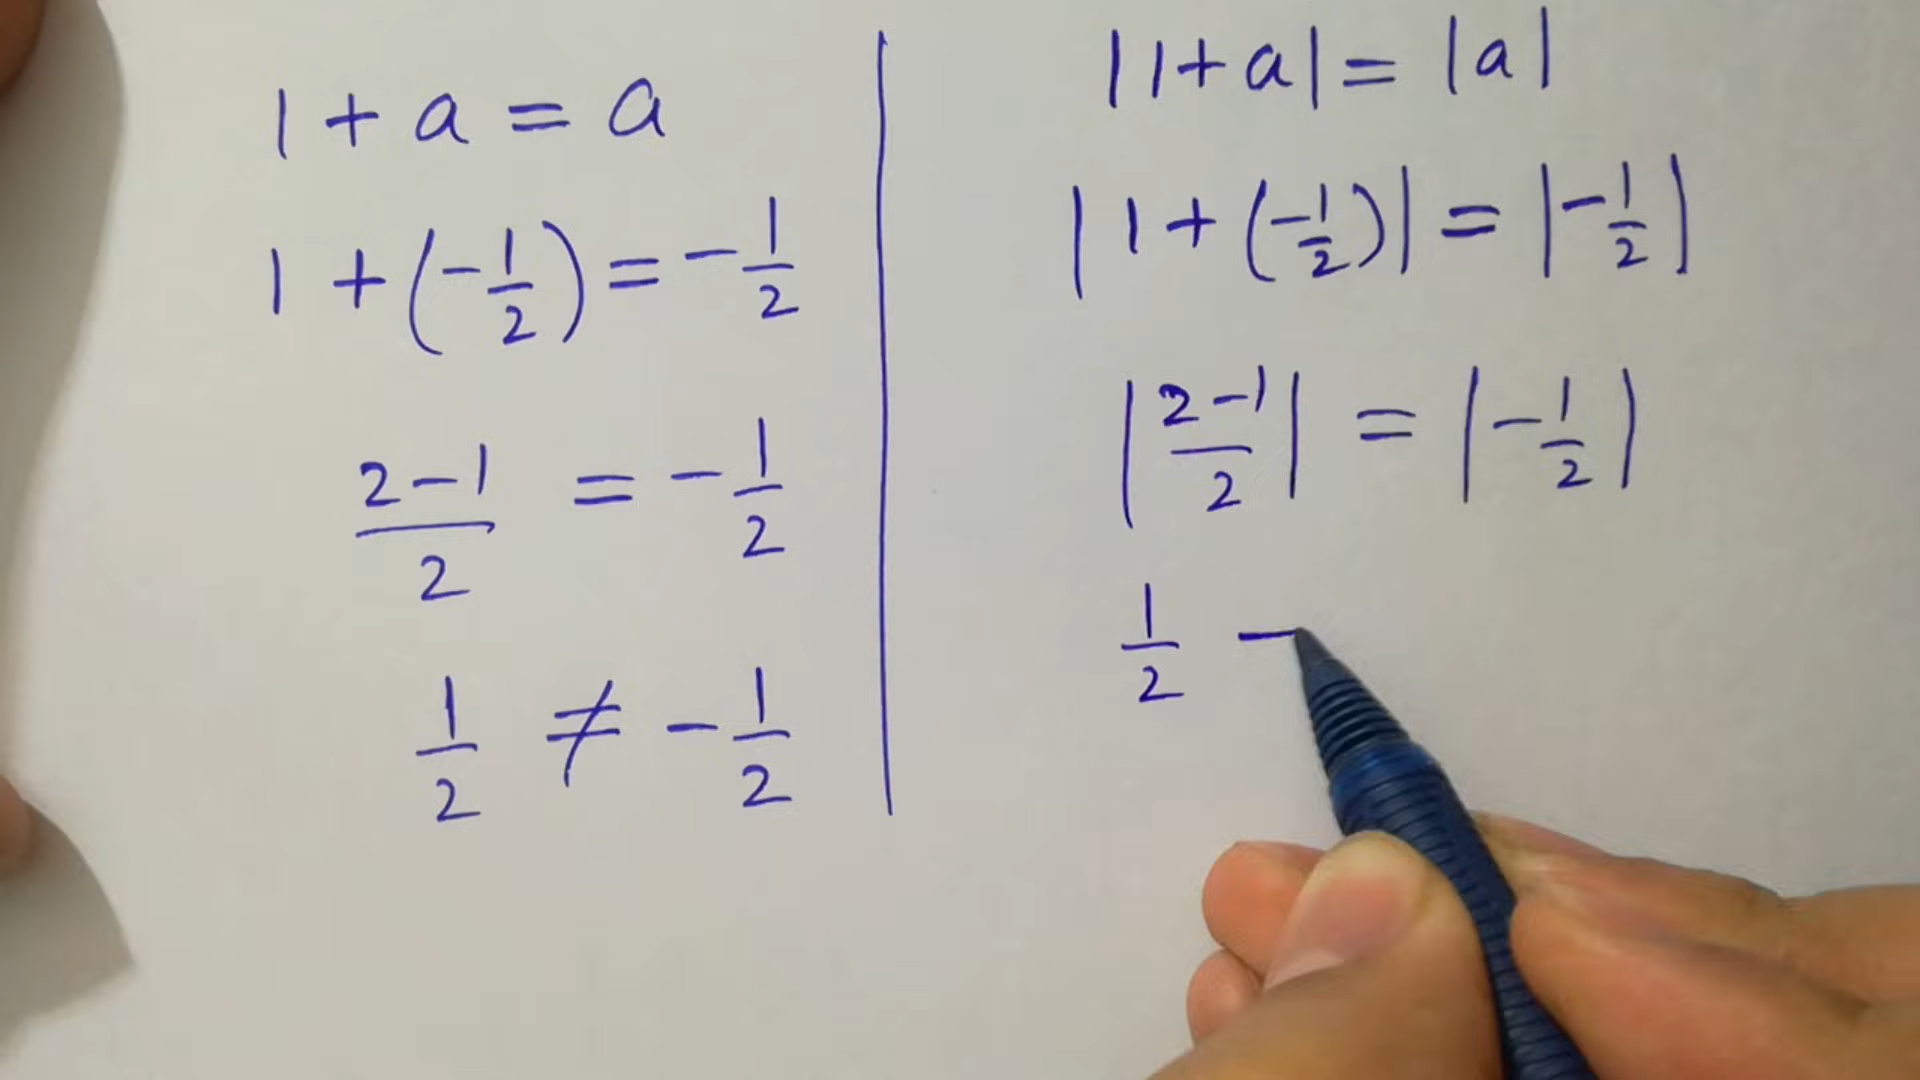 1 + a = a
1 + (-1/2) = -1/2
2-1/2 = -1/2
1/2 ≠ -1/2
|1+a| = |a|
|1+(-1/2)| = |-1/2|
|2-1/2| = |-1/2|
1/2 -